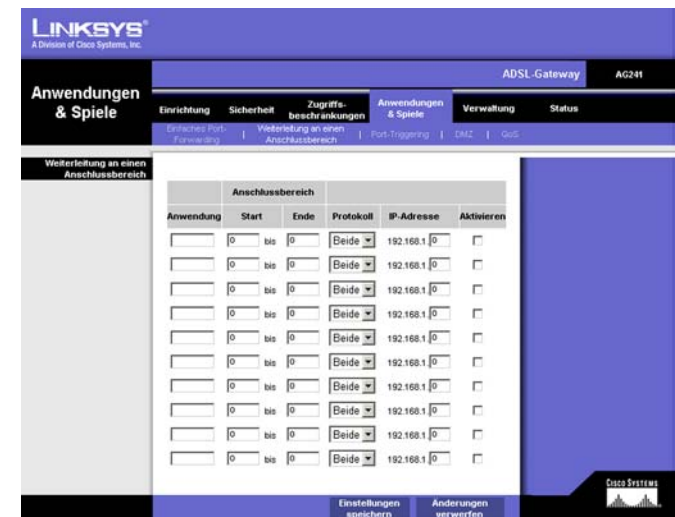 LINKSYS®
A Division of Cisco Systems, Inc.
ADSL-Gateway AG241
Anwendungen & Spiele
Einrichtung Sicherheit Zugriffs-beschränkungen Anwendungen & Spiele Verwaltung Status
Einfaches Port-Forwarding | Weiterleitung an einen Anschlussbereich | Port-Triggering | DMZ | QoS
Weiterleitung an einen Anschlussbereich
Anschlussbereich
Anwendung Start Ende Protokoll IP-Adresse Aktivieren
0 bis 0 Beide 192.168.1.0
0 bis 0 Beide 192.168.1.0
0 bis 0 Beide 192.168.1.0
0 bis 0 Beide 192.168.1.0
0 bis 0 Beide 192.168.1.0
0 bis 0 Beide 192.168.1.0
0 bis 0 Beide 192.168.1.0
0 bis 0 Beide 192.168.1.0
0 bis 0 Beide 192.168.1.0
0 bis 0 Beide 192.168.1.0
Einstellungen speichern Änderungen verwerfen
CISCO SYSTEMS